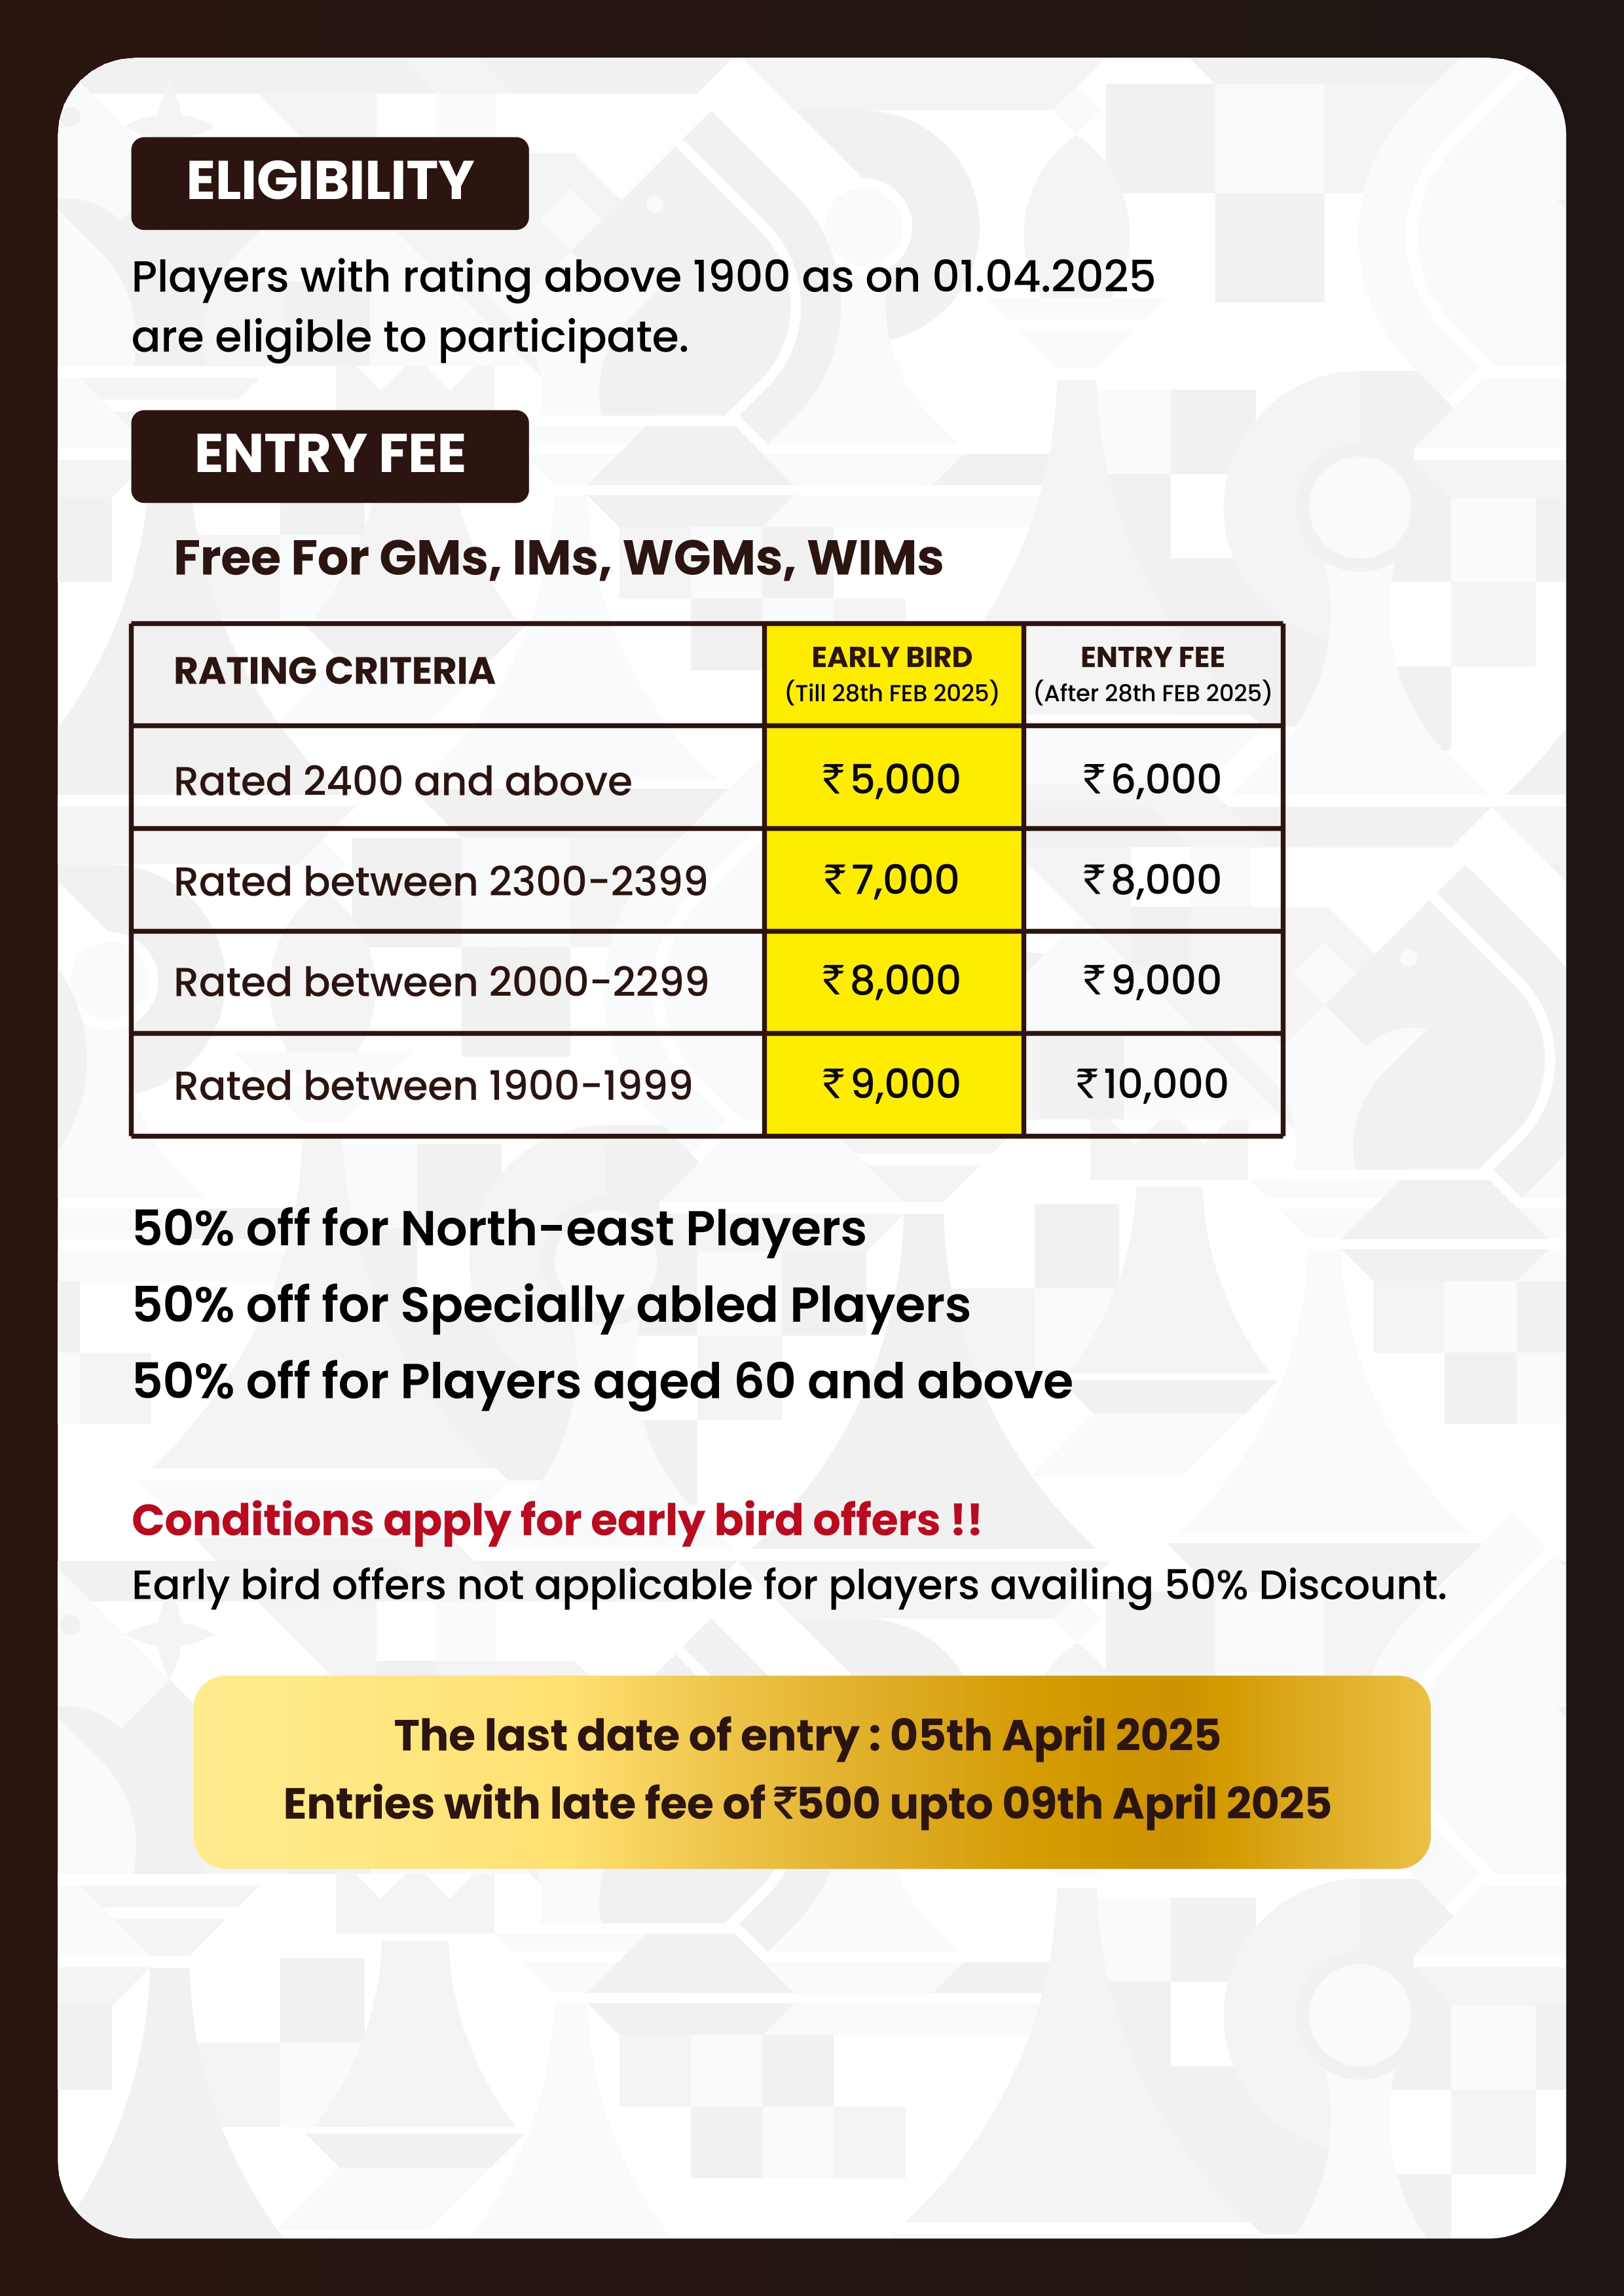 ELIGIBILITY
Players with rating above 1900 as on 01.04.2025
are eligible to participate.
ENTRY FEE
Free For GMs, IMs, WGMs, WIMs
RATING CRITERIA
EARLY BIRD
(Till 28th FEB 2025)
ENTRY FEE
(After 28th FEB 2025)
Rated 2400 and above ₹5,000 ₹6,000
Rated between 2300-2399 ₹7,000 ₹8,000
Rated between 2000-2299 ₹8,000 ₹9,000
Rated between 1900-1999 ₹9,000 ₹10,000
50% off for North-east Players
50% off for Specially abled Players
50% off for Players aged 60 and above
Conditions apply for early bird offers !!
Early bird offers not applicable for players availing 50% Discount.
The last date of entry : 05th April 2025
Entries with late fee of ₹500 upto 09th April 2025